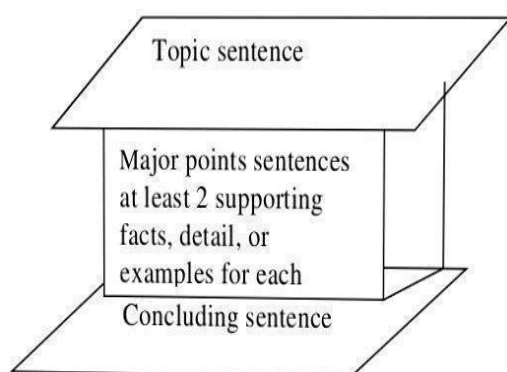 Topic sentence
Major points sentences
at least 2 supporting
facts, detail, or
examples for each
Concluding sentence